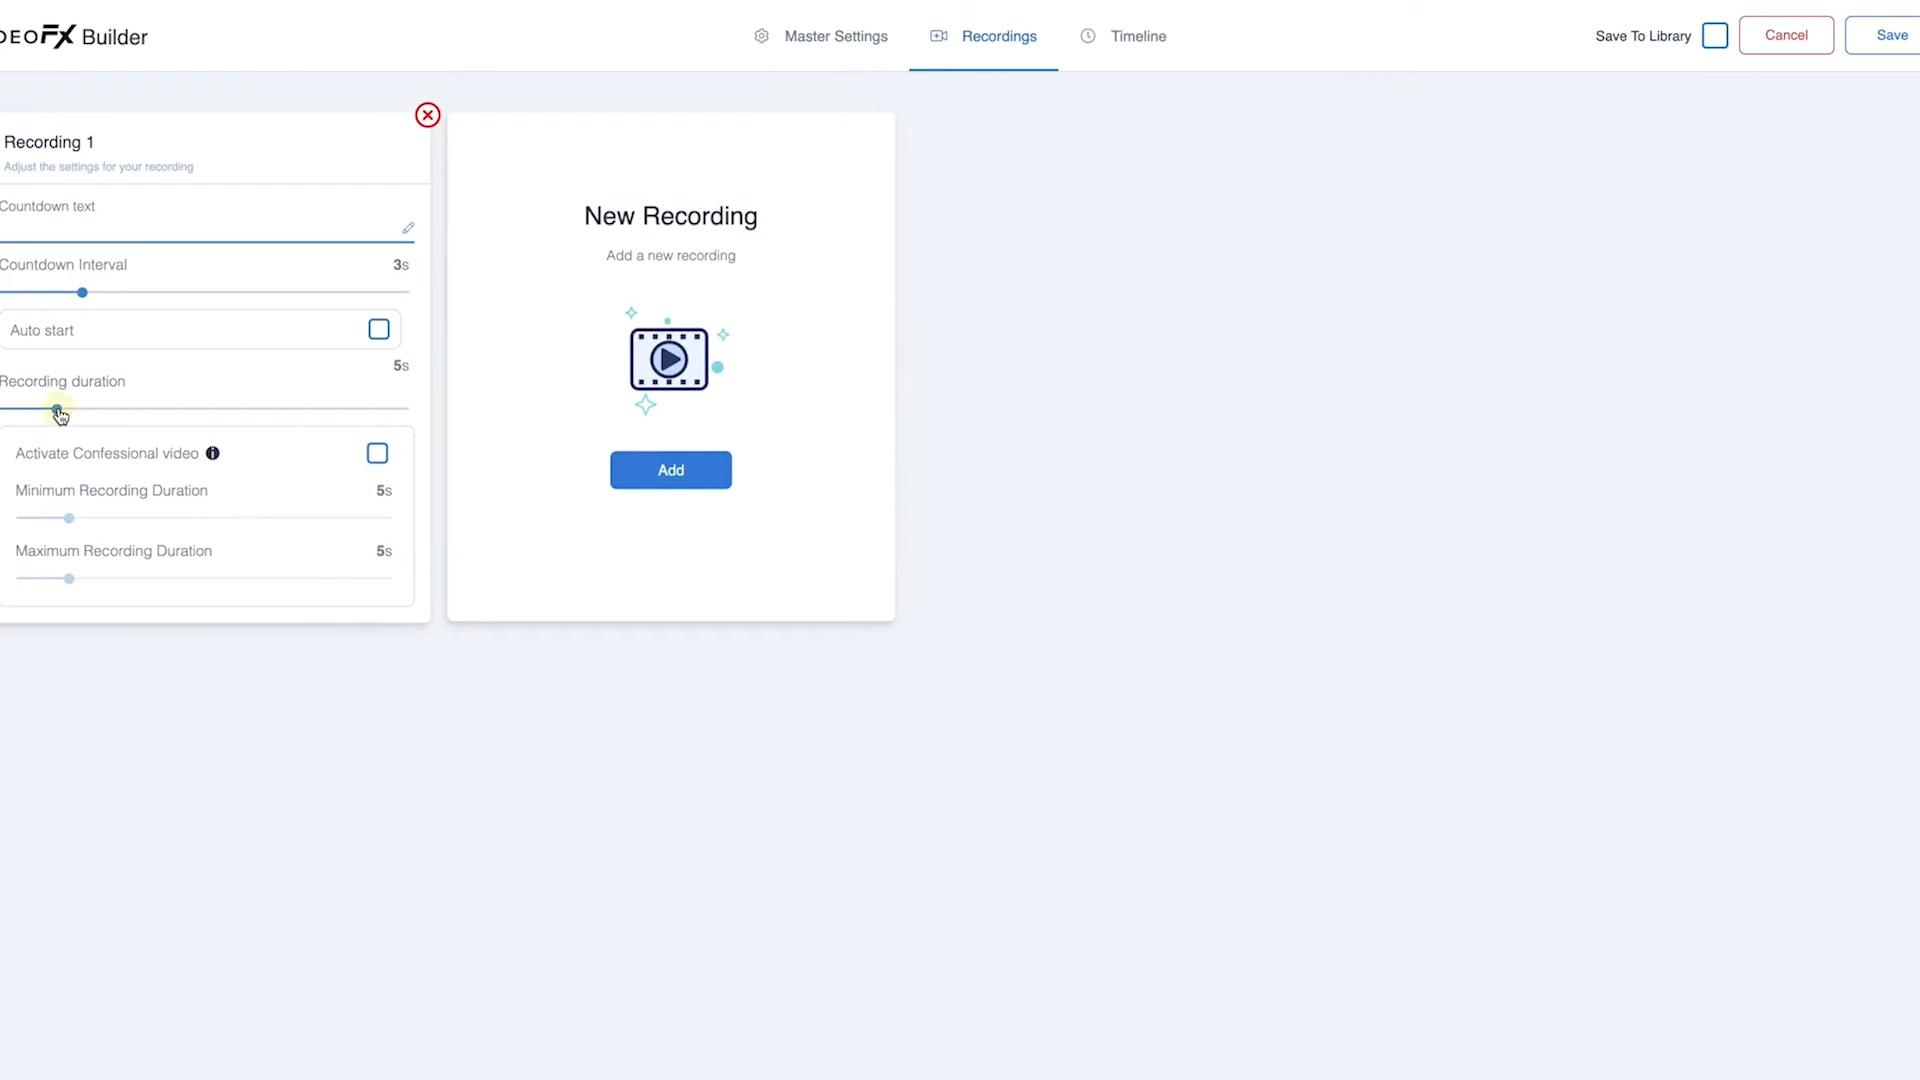 DEOFX Builder
Master Settings
Recordings
Timeline
Save To Library
Cancel
Save
Recording 1
Adjust the settings for your recording
Countdown text
Countdown Interval
3s
Auto start
5s
Recording duration
Activate Confessional video
Minimum Recording Duration
5s
Maximum Recording Duration
5s
New Recording
Add a new recording
Add